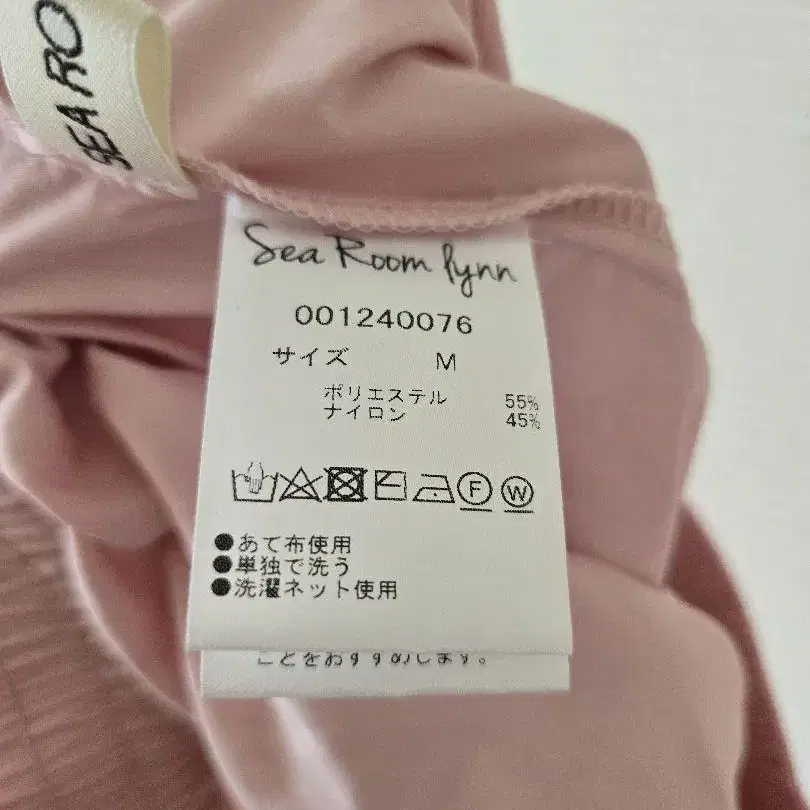 SEA RO
Sea Room lynn
001240076
サイズ M
ポリエステル 55%
ナイロン 45%
F W
●あて布使用
●単独で洗う
●洗濯ネット使用
ことをおすすめします。